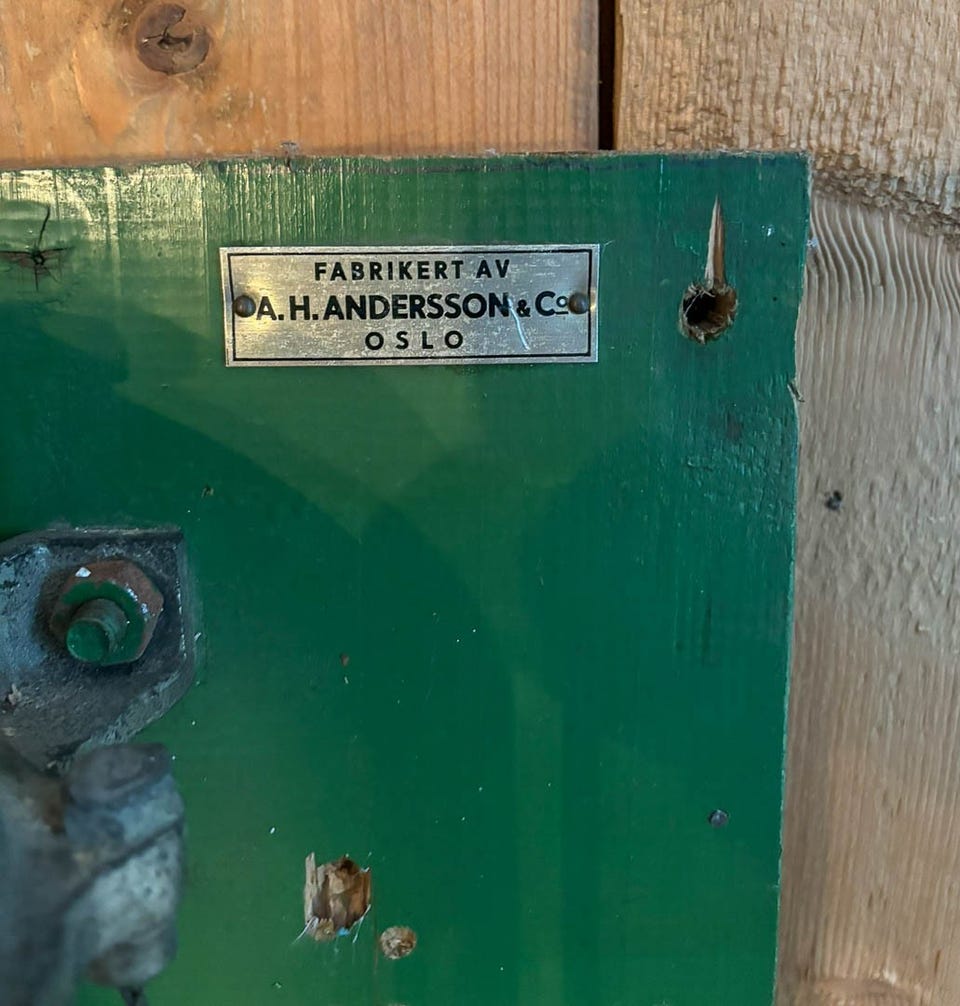 FABRIKERT AV
A. H. ANDERSSON & Cº
OSLO